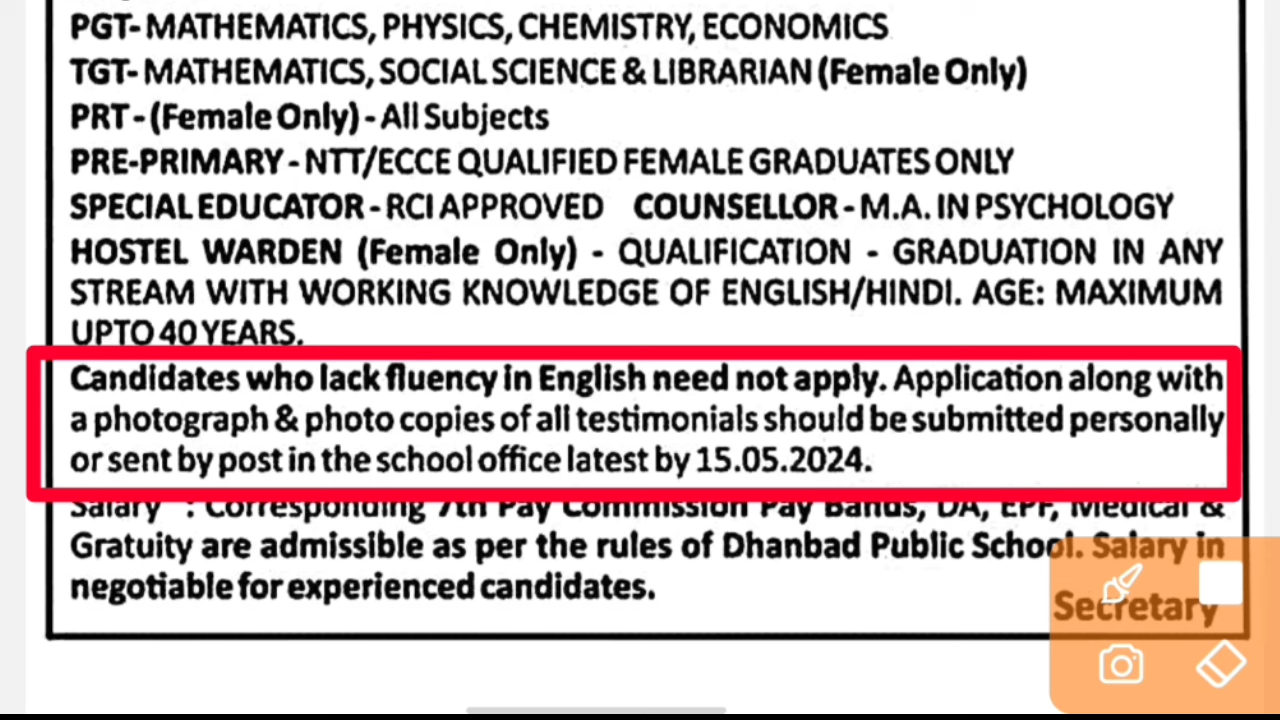 PGT- MATHEMATICS, PHYSICS, CHEMISTRY, ECONOMICS
TGT- MATHEMATICS, SOCIAL SCIENCE & LIBRARIAN (Female Only)
PRT - (Female Only) - All Subjects
PRE-PRIMARY - NTT/ECCE QUALIFIED FEMALE GRADUATES ONLY
SPECIAL EDUCATOR - RCI APPROVED COUNSELLOR - M.A. IN PSYCHOLOGY
HOSTEL WARDEN (Female Only) - QUALIFICATION - GRADUATION IN ANY
STREAM WITH WORKING KNOWLEDGE OF ENGLISH/HINDI. AGE: MAXIMUM
UPTO 40 YEARS.
Candidates who lack fluency in English need not apply. Application along with
a photograph & photo copies of all testimonials should be submitted personally
or sent by post in the school office latest by 15.05.2024.
Salary : Corresponding 7th Pay Commission Pay Bands, DA, EPF, Medical &
Gratuity are admissible as per the rules of Dhanbad Public School. Salary in
negotiable for experienced candidates.
Secretary